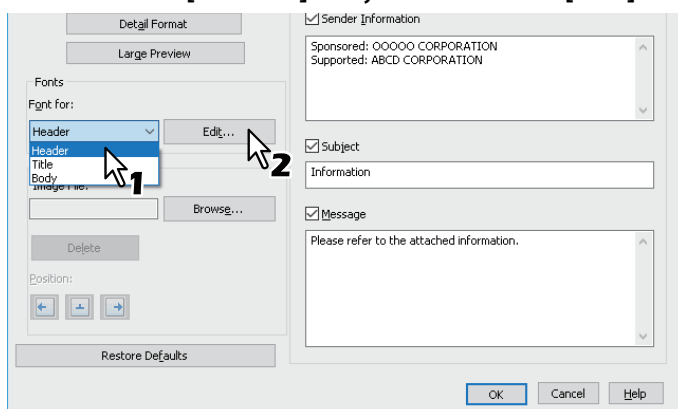 Detail Format
Large Preview
Fonts
Font for:
Header
Edit...
Header
Title
Body
1
2
Image File:
Browse...
Delete
Position:
Restore Defaults
Sender Information
Sponsored: OOOOO CORPORATION
Supported: ABCD CORPORATION
Subject
Information
Message
Please refer to the attached information.
OK
Cancel
Help